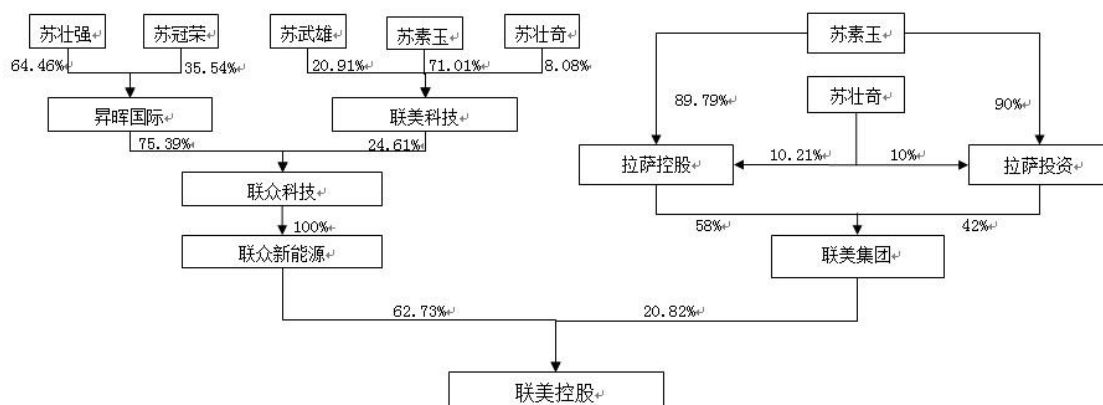 苏壮强
苏冠荣
苏武雄
苏素玉
苏壮奇
苏素玉
64.46%
35.54%
20.91%
71.01%
8.08%
苏壮奇
89.79%
90%
昇晖国际
联美科技
75.39%
24.61%
拉萨控股
10.21%
10%
拉萨投资
联众科技
100%
58%
42%
联众新能源
联美集团
62.73%
20.82%
联美控股